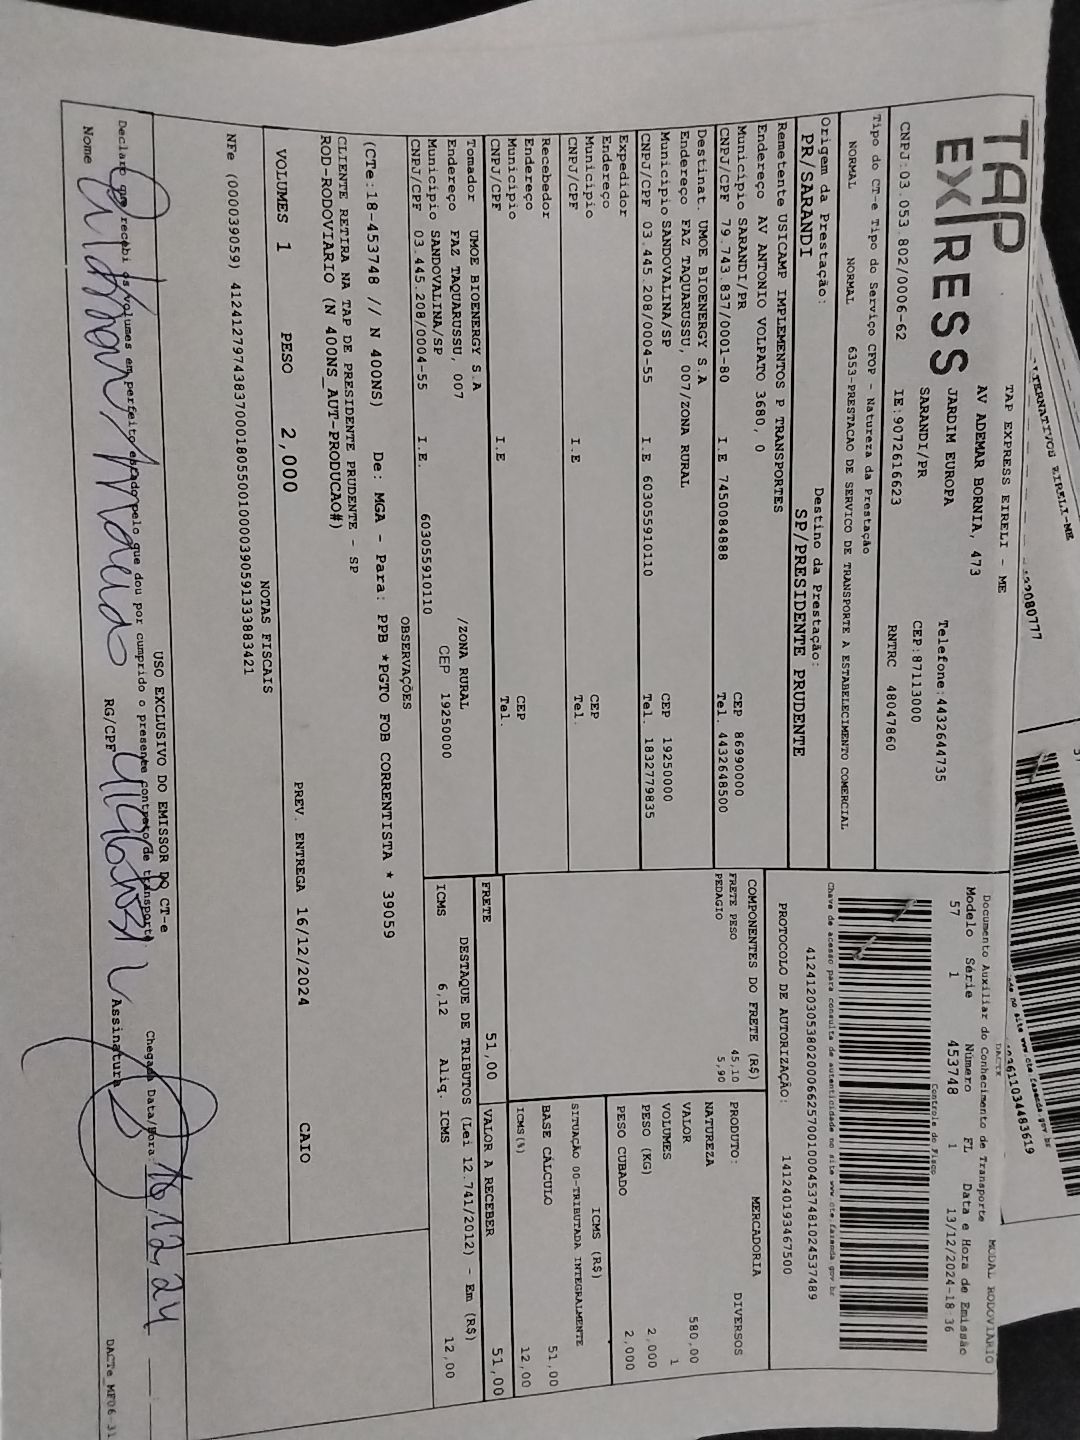 TAP
EXPRESS
TAP EXPRESS EIRELI - ME
AV ADEMAR BORNIA, 473
JARDIM EUROPA
Telefone:4432644735
SARANDI/PR
CEP:87113000
CNPJ:03.053.802/0006-62
IE:9072616623
RNTRC 48047860
Tipo do CT-e Tipo do Serviço CFOP - Natureza da Prestação
NORMAL NORMAL 6353-PRESTACAO DE SERVICO DE TRANSPORTE A ESTABELECIMENTO COMERCIAL
Origem da Prestação: Destino da Prestação:
PR/SARANDI SP/PRESIDENTE PRUDENTE
Remetente USICAMP IMPLEMENTOS P TRANSPORTES
Endereço AV ANTONIO VOLPATO 3680, 0
Município SARANDI/PR CEP 86990000
CNPJ/CPF 79.743.837/0001-80 I.E 7450084888 Tel. 4432648500
Destinat. UMOE BIOENERGY S.A
Endereço FAZ TAQUARUSSU, 007/ZONA RURAL
Município SANDOVALINA/SP CEP 19250000
CNPJ/CPF 03.445.208/0004-55 I.E 603055910110 Tel. 1832779835
Expedidor
Endereço
Município CEP
CNPJ/CPF I.E Tel.
Recebedor
Endereço
Município CEP
CNPJ/CPF I.E Tel.
Tomador UMOE BIOENERGY S.A
Endereço FAZ TAQUARUSSU, 007 /ZONA RURAL
Município SANDOVALINA/SP CEP 19250000
CNPJ/CPF 03.445.208/0004-55 I.E. 603055910110
OBSERVAÇÕES
(CTe:18-453748 // N 400NS) De: MGA - Para: PPB *PGTO FOB CORRENTISTA * 39059
CLIENTE RETIRA NA TAP DE PRESIDENTE PRUDENTE - SP
ROD-RODOVIARIO (N 400NS_AUT-PRODUCAO#)
VOLUMES 1 PESO 2,000 PREV. ENTREGA 16/12/2024 CAIO
NOTAS FISCAIS
NFe (000039059) 41241279743837000180550010000390591333883421
USO EXCLUSIVO DO EMISSOR DO CT-e
Declaro que recebi os volumes em perfeito estado pelo que dou por cumprido o presente contrato de transporte
Chegada Data/Hora: 16,12,24
Nome RG/CPF Assinatura
DACTE
MODAL RODOVIÁRIO
Documento Auxiliar do Conhecimento de Transporte
Modelo Série Número FL Data e Hora de Emissão
57 1 453748 1 13/12/2024-18:36
Controle do Fisco
Chave de acesso para consulta de autenticidade no site www.cte.fazenda.gov.br
41241203053802000662570010004537481024537489
PROTOCOLO DE AUTORIZAÇÃO: 141240193467500
COMPONENTES DO FRETE (R$)
FRETE PESO 45,10
PEDAGIO 5,90
MERCADORIA
PRODUTO: DIVERSOS
NATUREZA
VALOR 580,00
VOLUMES 1
PESO (KG) 2,000
PESO CUBADO 2,000
ICMS (R$)
SITUAÇÃO 00-TRIBUTADA INTEGRALMENTE
BASE CÁLCULO 51,00
ICMS(%) 12,00
FRETE 51,00 VALOR A RECEBER 51,00
DESTAQUE DE TRIBUTOS (Lei 12.741/2012) - Em (R$)
ICMS 6,12 Aliq. ICMS 12,00